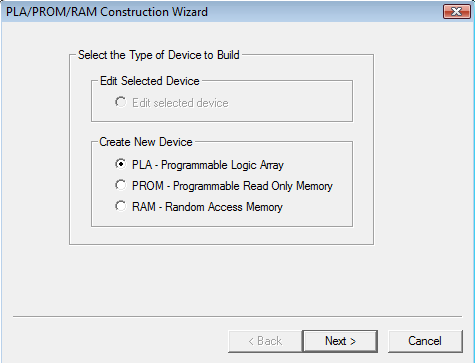 PLA/PROM/RAM Construction Wizard
Select the Type of Device to Build
Edit Selected Device
Edit selected device
Create New Device
PLA - Programmable Logic Array
PROM - Programmable Read Only Memory
RAM - Random Access Memory
< Back
Next >
Cancel